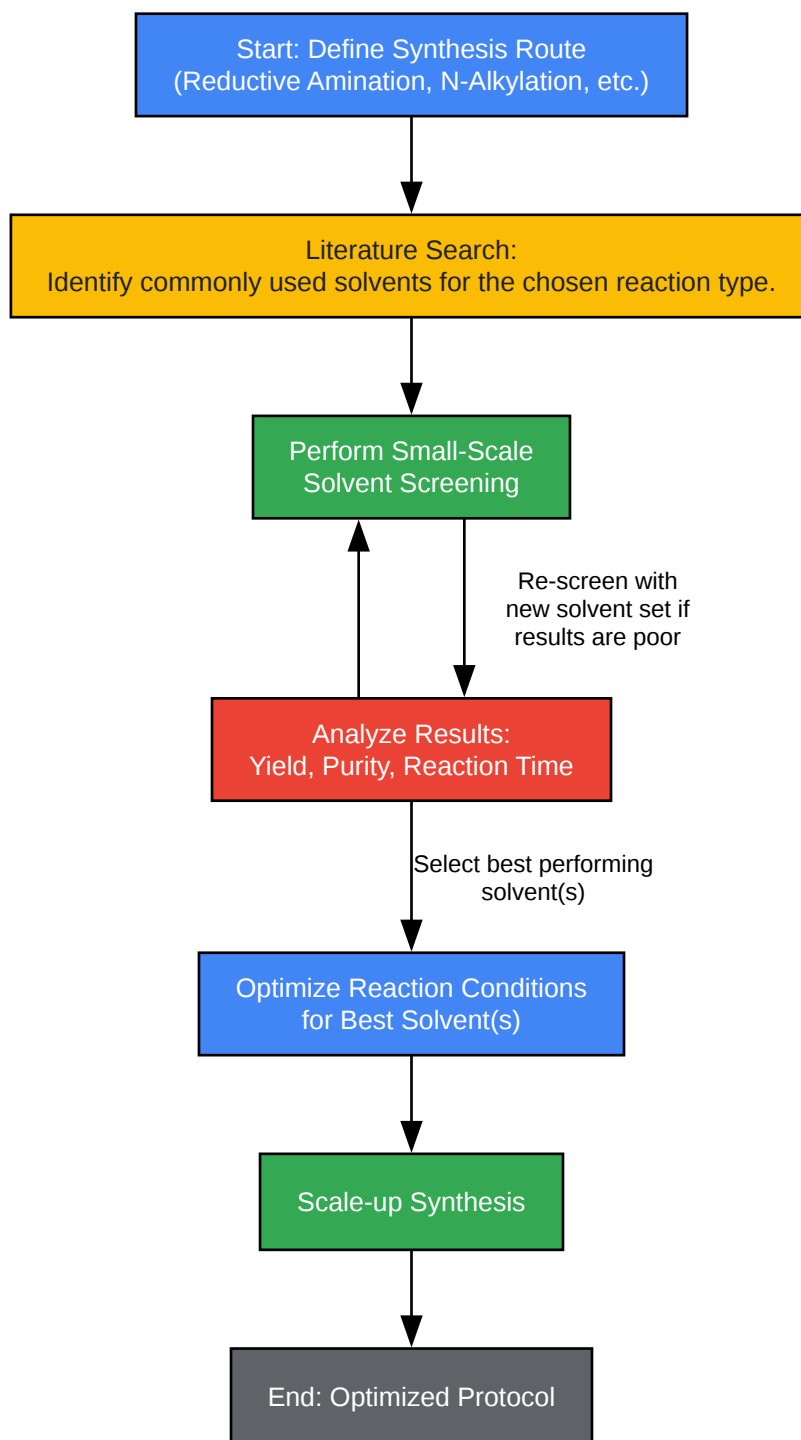 Start: Define Synthesis Route
(Reductive Amination, N-Alkylation, etc.)
Literature Search:
Identify commonly used solvents for the chosen reaction type.
Perform Small-Scale
Solvent Screening
Re-screen with
new solvent set if
results are poor
Analyze Results:
Yield, Purity, Reaction Time
Select best performing
solvent(s)
Optimize Reaction Conditions
for Best Solvent(s)
Scale-up Synthesis
End: Optimized Protocol